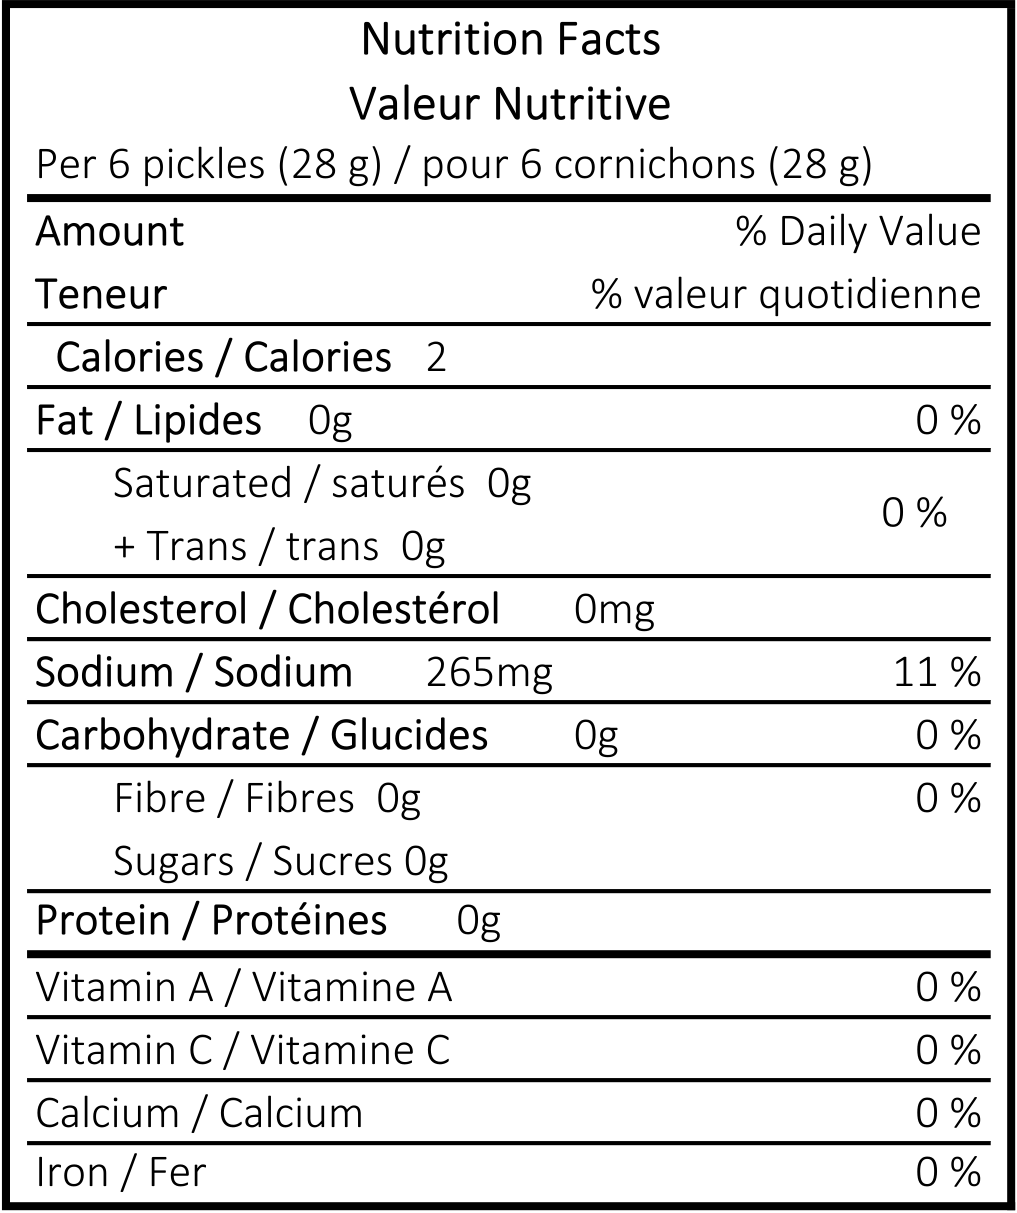 Nutrition Facts
Valeur Nutritive
Per 6 pickles (28 g) / pour 6 cornichons (28 g)
Amount % Daily Value
Teneur % valeur quotidienne
Calories / Calories 2
Fat / Lipides 0g 0 %
Saturated / saturés 0g
0 %
+ Trans / trans 0g
Cholesterol / Cholestérol 0mg
Sodium / Sodium 265mg 11 %
Carbohydrate / Glucides 0g 0 %
Fibre / Fibres 0g 0 %
Sugars / Sucres 0g
Protein / Protéines 0g
Vitamin A / Vitamine A 0 %
Vitamin C / Vitamine C 0 %
Calcium / Calcium 0 %
Iron / Fer 0 %